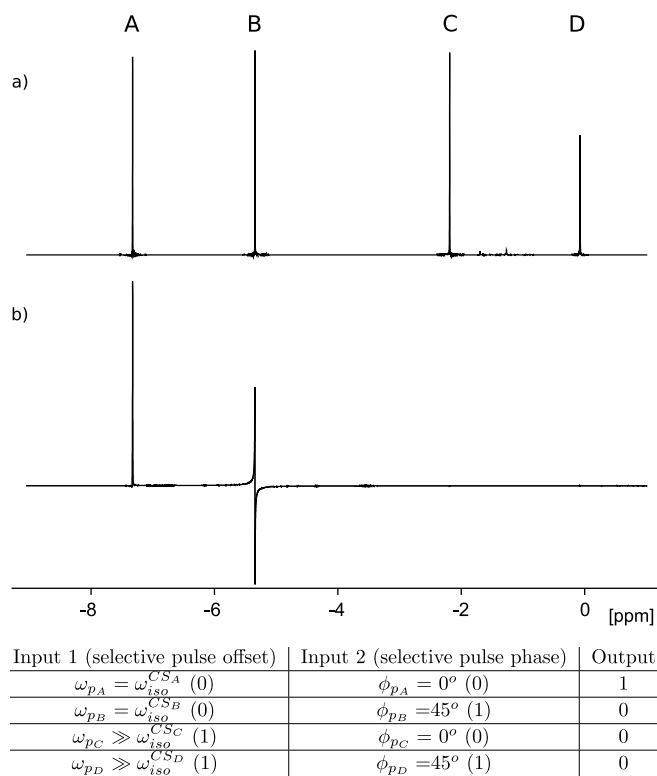 A B C D
a)
b)
-8 -6 -4 -2 0 [ppm]
Input 1 (selective pulse offset) Input 2 (selective pulse phase) Output
ω_{p_A} = ω_{iso}^{CS_A} (0) ϕ_{p_A} = 0^o (0) 1
ω_{p_B} = ω_{iso}^{CS_B} (0) ϕ_{p_B} =45^o (1) 0
ω_{p_C} ≫ ω_{iso}^{CS_C} (1) ϕ_{p_C} = 0^o (0) 0
ω_{p_D} ≫ ω_{iso}^{CS_D} (1) ϕ_{p_D} =45^o (1) 0